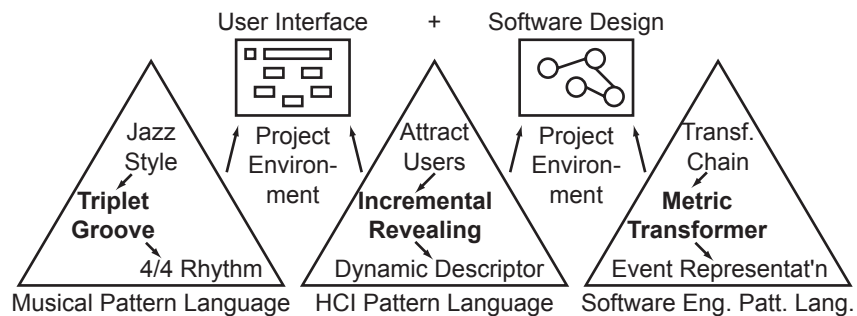 User Interface + Software Design
Jazz
Style
Triplet
Groove
4/4 Rhythm
Musical Pattern Language
Project
Environ-
ment
Attract
Users
Incremental
Revealing
Dynamic Descriptor
HCI Pattern Language
Project
Environ-
ment
Transf.
Chain
Metric
Transformer
Event Representat'n
Software Eng. Patt. Lang.